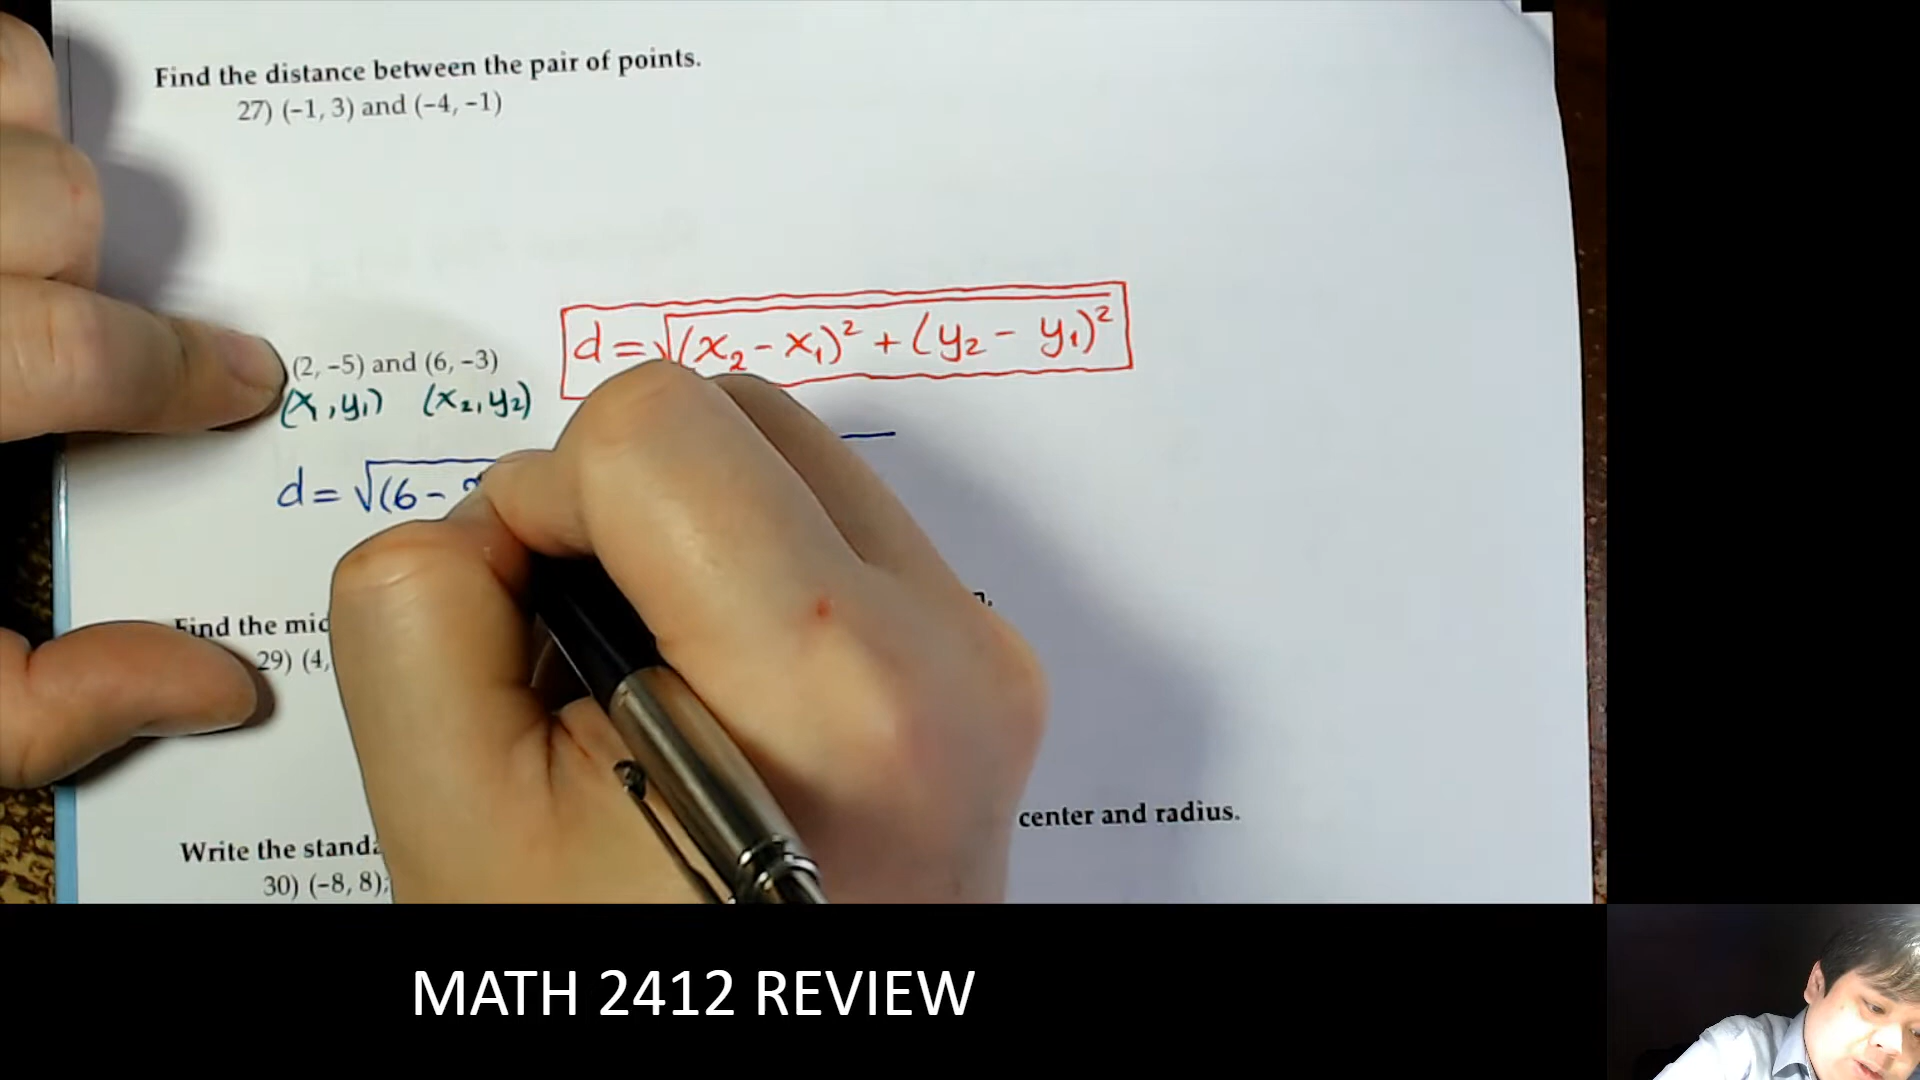 Find the distance between the pair of points.
27) (−1, 3) and (−4, −1)
d = √(x₂ − x₁)² + (y₂ − y₁)²
(2, −5) and (6, −3)
(x₁, y₁) (x₂, y₂)
d = √(6 −
Find the
29) (4,
center and radius.
Write the
30) (−8, 8);
MATH 2412 REVIEW